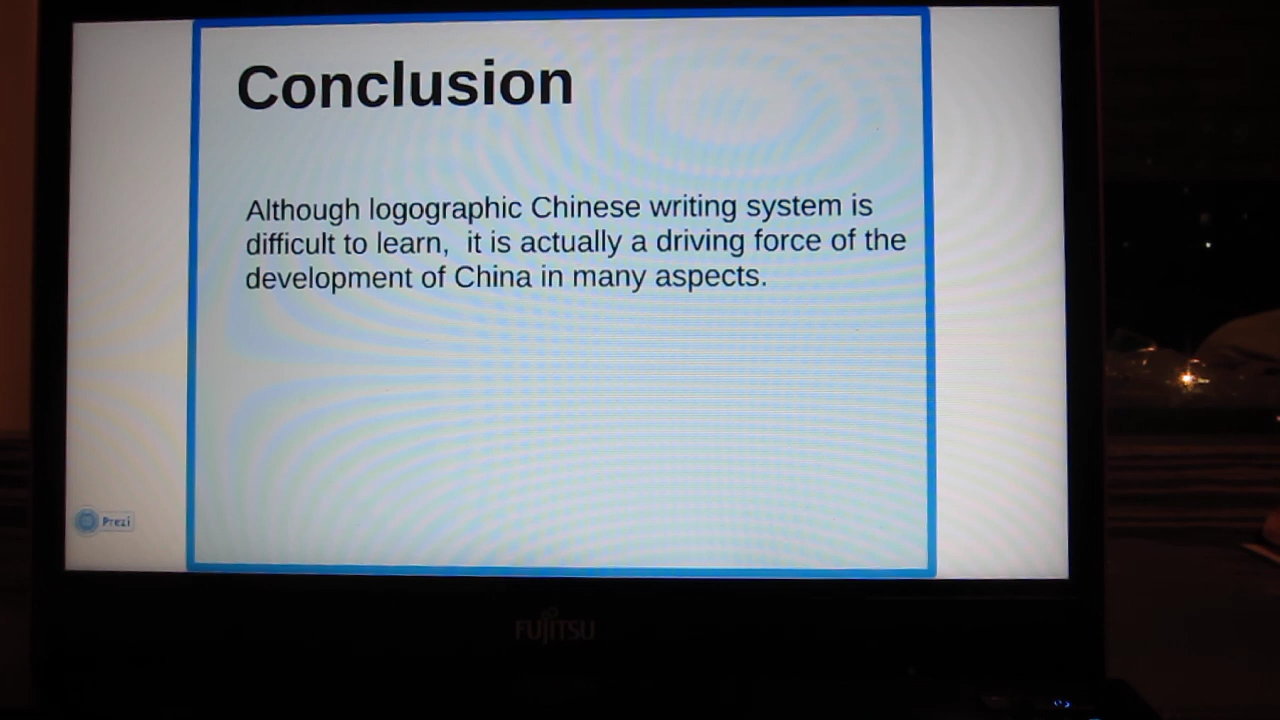 Conclusion
Although logographic Chinese writing system is
difficult to learn,  it is actually a driving force of the
development of China in many aspects.
Prezi
FUJITSU